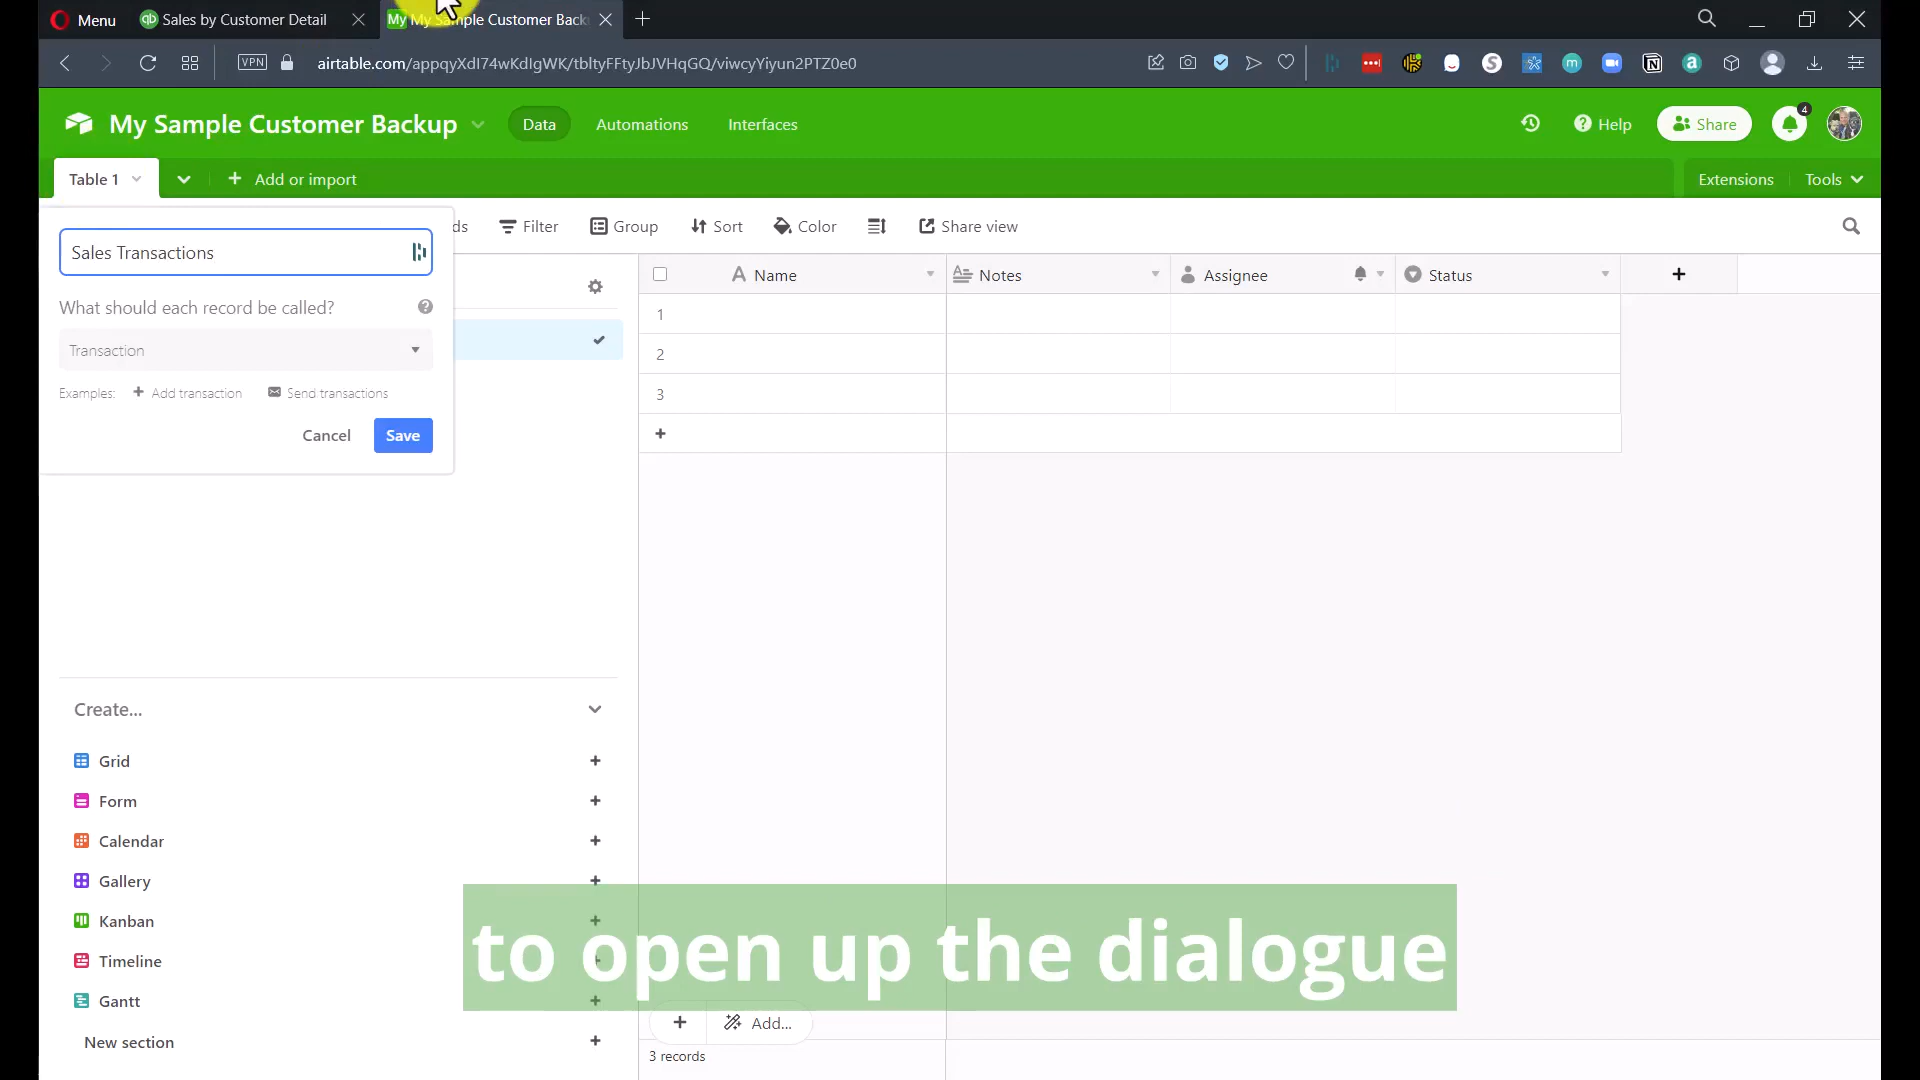 Menu
Sales by Customer Detail
My Sample Customer Back
VPN
airtable.com/appqyXdI74wKdIgWK/tbltyFFtyJbJVHqGQ/viwcyYiyun2PTZ0e0
My Sample Customer Backup
Data
Automations
Interfaces
Help
Share
4
Table 1
Add or import
Extensions
Tools
ds
Filter
Group
Sort
Color
Share view
Sales Transactions
What should each record be called?
Transaction
Examples:
Add transaction
Send transactions
Cancel
Save
Name
Notes
Assignee
Status
1
2
3
Create...
Grid
Form
Calendar
Gallery
Kanban
Timeline
Gantt
New section
to open up the dialogue
Add...
3 records